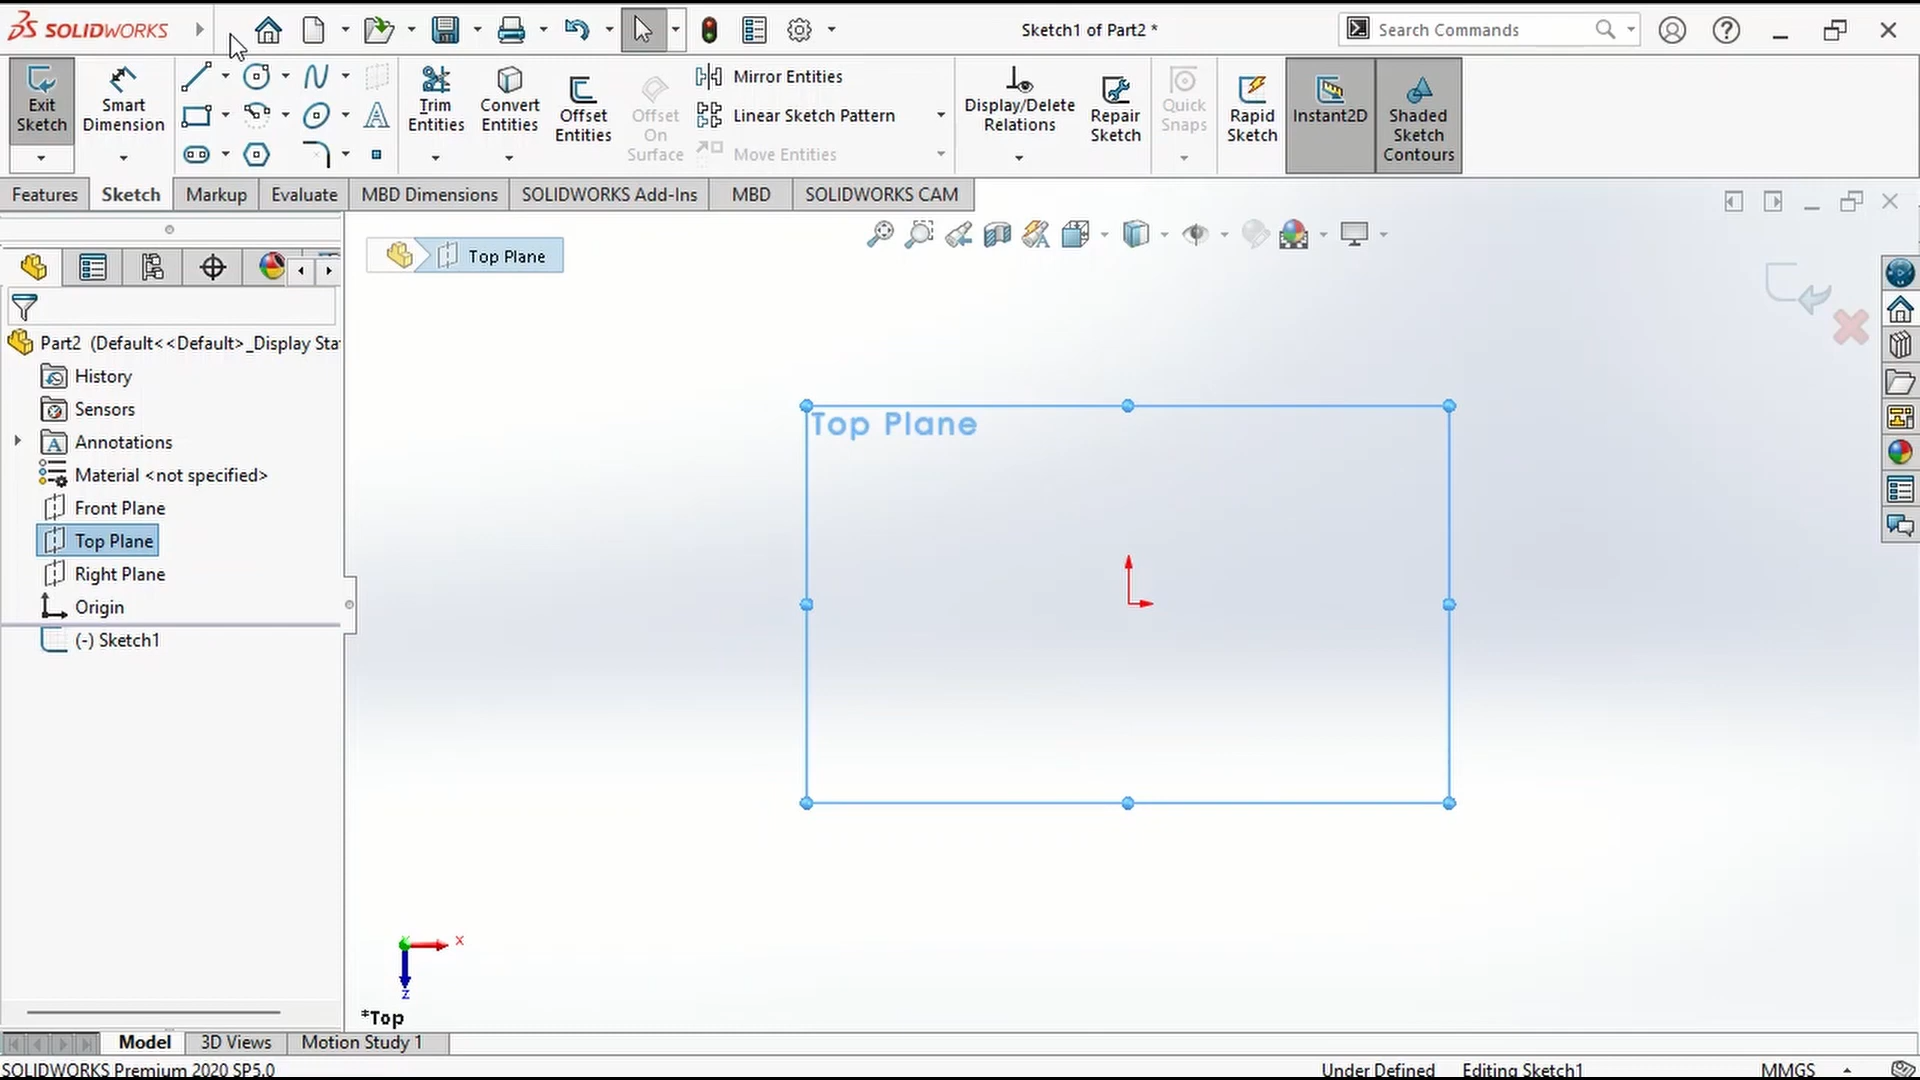 SOLIDWORKS
Sketch1 of Part2 *
Search Commands
Exit Sketch
Smart Dimension
Trim Entities
Convert Entities
Offset Entities
Offset On Surface
Mirror Entities
Linear Sketch Pattern
Move Entities
Display/Delete Relations
Repair Sketch
Quick Snaps
Rapid Sketch
Instant2D
Shaded Sketch Contours
Features
Sketch
Markup
Evaluate
MBD Dimensions
SOLIDWORKS Add-Ins
MBD
SOLIDWORKS CAM
Top Plane
Part2 (Default<<Default>_Display Sta
History
Sensors
Annotations
Material <not specified>
Front Plane
Top Plane
Right Plane
Origin
(-) Sketch1
Top Plane
x
z
*Top
Model
3D Views
Motion Study 1
SOLIDWORKS Premium 2020 SP5.0
Under Defined
Editing Sketch1
MMGS